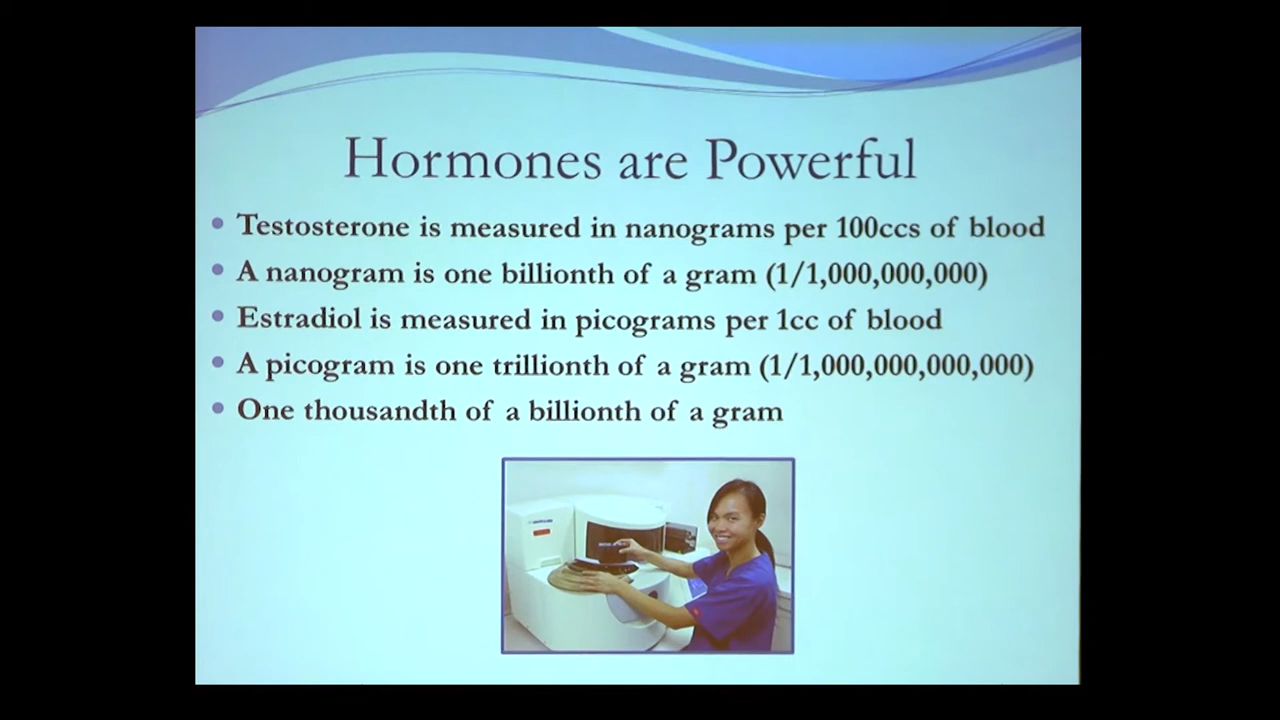 Hormones are Powerful
Testosterone is measured in nanograms per 100ccs of blood
A nanogram is one billionth of a gram (1/1,000,000,000)
Estradiol is measured in picograms per 1cc of blood
A picogram is one trillionth of a gram (1/1,000,000,000,000)
One thousandth of a billionth of a gram